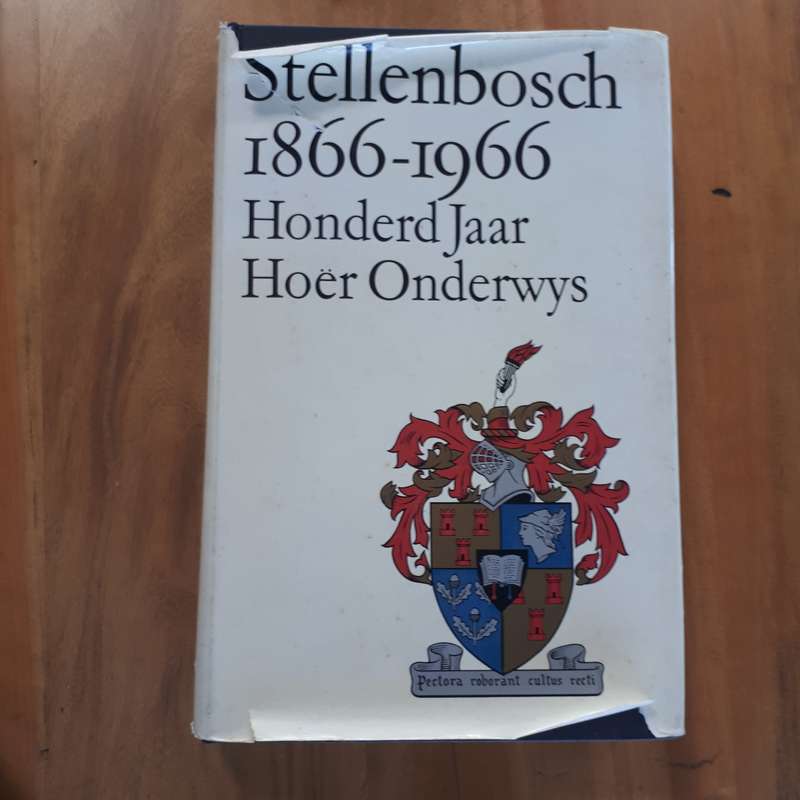 Stellenbosch
1866-1966
Honderd Jaar
Hoër Onderwys
Pectora roborant cultus recti